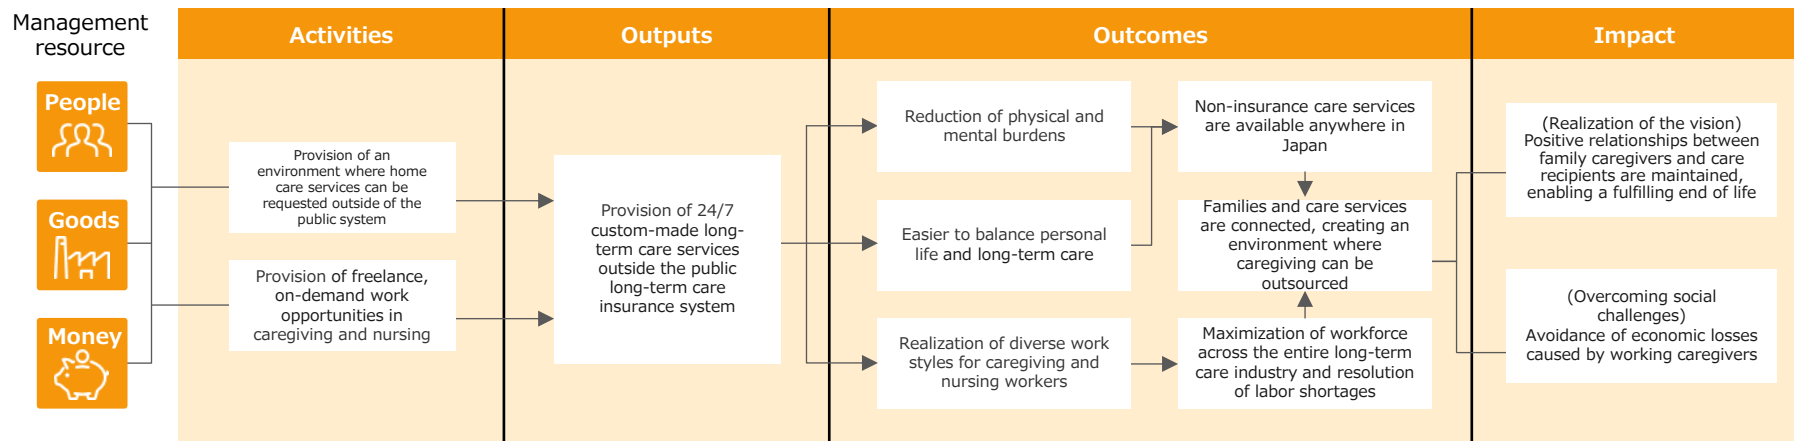 Management
resource
Activities
Outputs
Outcomes
Impact
People
Goods
Money
Provision of an
environment where home
care services can be
requested outside of the
public system
Provision of freelance,
on-demand work
opportunities in
caregiving and nursing
Provision of 24/7
custom-made long-
term care services
outside the public
long-term care
insurance system
Reduction of physical and
mental burdens
Easier to balance personal
life and long-term care
Realization of diverse work
styles for caregiving and
nursing workers
Non-insurance care services
are available anywhere in
Japan
Families and care services
are connected, creating an
environment where
caregiving can be
outsourced
Maximization of workforce
across the entire long-term
care industry and resolution
of labor shortages
(Realization of the vision)
Positive relationships between
family caregivers and care
recipients are maintained,
enabling a fulfilling end of life
(Overcoming social
challenges)
Avoidance of economic losses
caused by working caregivers